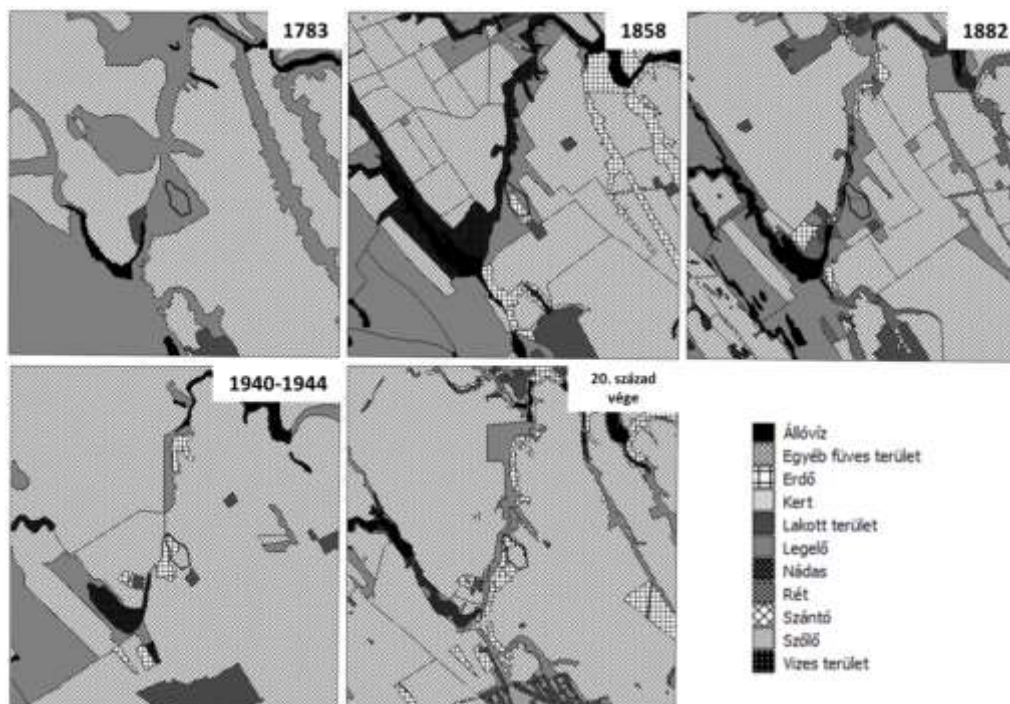 1783
1858
1882
1940-1944
20. század
vége
Állóvíz
Egyéb füves terület
Erdő
Kert
Lakott terület
Legelő
Nádas
Rét
Szántó
Szőlő
Vizes terület